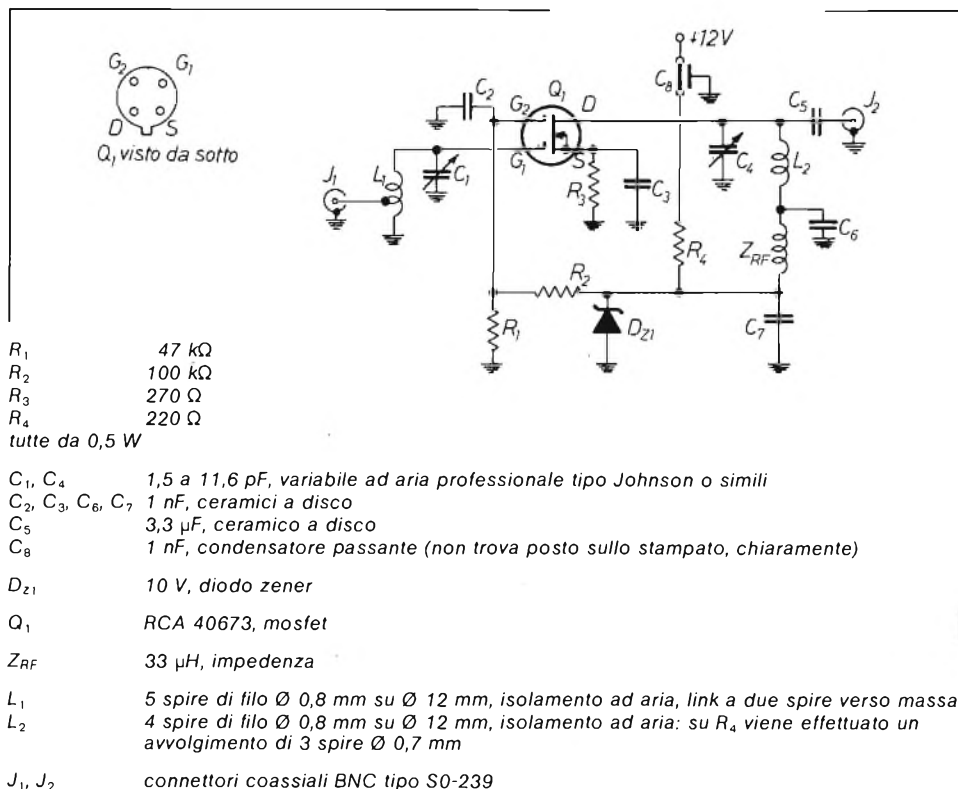 +12V
G₂ G₁
D S
Q₁ visto da sotto
J₁
L₁
C₁
C₂
G₂
Q₁
D
G₁
S
R₃
C₃
C₈
R₄
C₄
C₅
J₂
L₂
C₆
Z_RF
R₂
R₁
D_Z1
C₇
R₁ 47 kΩ
R₂ 100 kΩ
R₃ 270 Ω
R₄ 220 Ω
tutte da 0,5 W
C₁, C₄ 1,5 a 11,6 pF, variabile ad aria professionale tipo Johnson o simili
C₂, C₃, C₆, C₇ 1 nF, ceramici a disco
C₅ 3,3 μF, ceramico a disco
C₈ 1 nF, condensatore passante (non trova posto sullo stampato, chiaramente)
D_Z1 10 V, diodo zener
Q₁ RCA 40673, mosfet
Z_RF 33 μH, impedenza
L₁ 5 spire di filo Ø 0,8 mm su Ø 12 mm, isolamento ad aria, link a due spire verso massa
L₂ 4 spire di filo Ø 0,8 mm su Ø 12 mm, isolamento ad aria: su R₄ viene effettuato un
avvolgimento di 3 spire Ø 0,7 mm
J₁, J₂ connettori coassiali BNC tipo S0-239